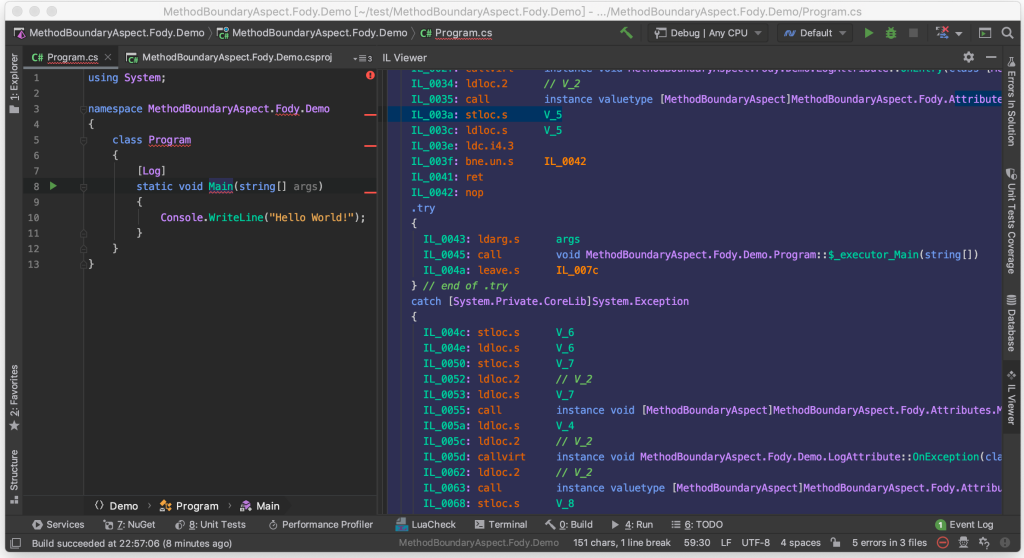 MethodBoundaryAspect.Fody.Demo [~/test/MethodBoundaryAspect.Fody.Demo] - .../MethodBoundaryAspect.Fody.Demo/Program.cs
MethodBoundaryAspect.Fody.Demo › MethodBoundaryAspect.Fody.Demo › C# Program.cs
Debug | Any CPU
Default
C# Program.cs
MethodBoundaryAspect.Fody.Demo.csproj
3
IL Viewer
1: Explorer
2: Favorites
Structure
1 using System;
2
3 namespace MethodBoundaryAspect.Fody.Demo
4 {
5 class Program
6 {
7 [Log]
8 static void Main(string[] args)
9 {
10 Console.WriteLine("Hello World!");
11 }
12 }
13 }
IL_0034: ldloc.2 // V_2
IL_0035: call instance valuetype [MethodBoundaryAspect]MethodBoundaryAspect.Fody.Attribute
IL_003a: stloc.s V_5
IL_003c: ldloc.s V_5
IL_003e: ldc.i4.3
IL_003f: bne.un.s IL_0042
IL_0041: ret
IL_0042: nop
.try
{
IL_0043: ldarg.s args
IL_0045: call void MethodBoundaryAspect.Fody.Demo.Program::$_executor_Main(string[])
IL_004a: leave.s IL_007c
} // end of .try
catch [System.Private.CoreLib]System.Exception
{
IL_004c: stloc.s V_6
IL_004e: ldloc.s V_6
IL_0050: stloc.s V_7
IL_0052: ldloc.2 // V_2
IL_0053: ldloc.s V_7
IL_0055: call instance void [MethodBoundaryAspect]MethodBoundaryAspect.Fody.Attributes.M
IL_005a: ldloc.s V_4
IL_005c: ldloc.2 // V_2
IL_005d: callvirt instance void MethodBoundaryAspect.Fody.Demo.LogAttribute::OnException(cla
IL_0062: ldloc.2 // V_2
IL_0063: call instance valuetype [MethodBoundaryAspect]MethodBoundaryAspect.Fody.Attribu
IL_0068: stloc.s V_8
Errors In Solution
Unit Tests Coverage
Database
IL Viewer
Demo › Program › Main
Services
7: NuGet
8: Unit Tests
Performance Profiler
LuaCheck
Terminal
0: Build
4: Run
6: TODO
1 Event Log
Build succeeded at 22:57:06 (8 minutes ago)
MethodBoundaryAspect.Fody.Demo
151 chars, 1 line break
59:30
LF
UTF-8
4 spaces
5 errors in 3 files